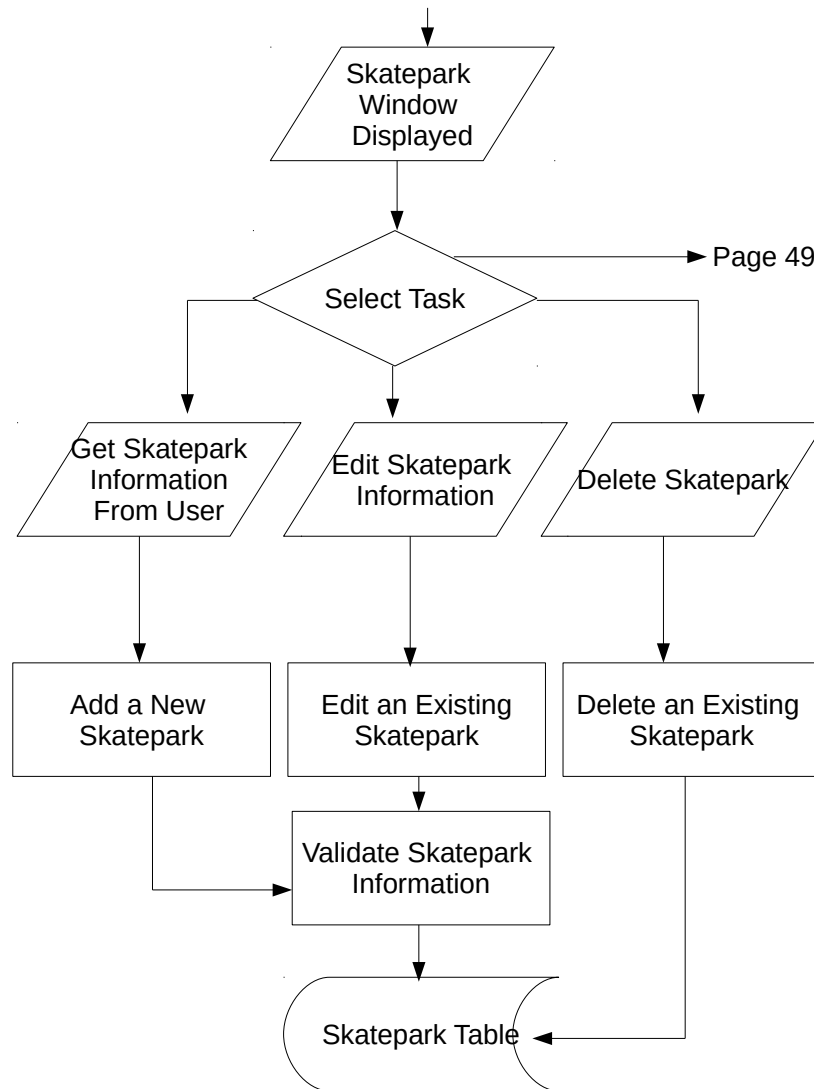 Skatepark
Window
Displayed
Page 49
Select Task
Get Skatepark
Information
From User
Edit Skatepark
Information
Delete Skatepark
Add a New
Skatepark
Edit an Existing
Skatepark
Delete an Existing
Skatepark
Validate Skatepark
Information
Skatepark Table